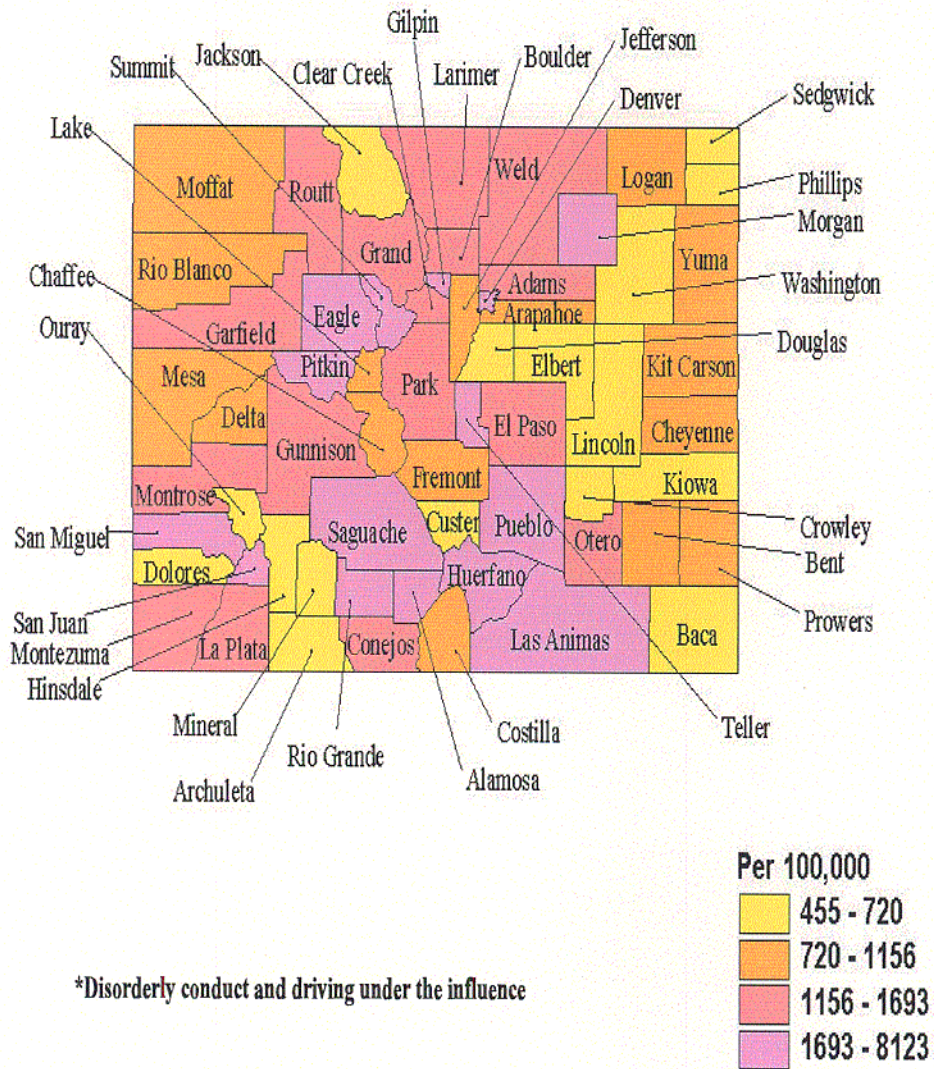 Gilpin
Jefferson
Jackson
Boulder
Summit
Clear Creek
Larimer
Denver
Sedgwick
Lake
Weld
Logan
Moffat
Routt
Phillips
Morgan
Grand
Yuma
Rio Blanco
Chaffee
Adams
Washington
Arapahoe
Eagle
Ouray
Garfield
Douglas
Pitkin
Elbert
Kit Carson
Mesa
Park
Delta
El Paso
Cheyenne
Gunnison
Lincoln
Fremont
Kiowa
Montrose
Custer
Pueblo
Crowley
Saguache
San Miguel
Otero
Bent
Dolores
Huerfano
San Juan
Prowers
Montezuma
La Plata
Conejos
Las Animas
Baca
Hinsdale
Mineral
Costilla
Teller
Rio Grande
Alamosa
Archuleta
Per 100,000
455 - 720
720 - 1156
1156 - 1693
1693 - 8123
*Disorderly conduct and driving under the influence